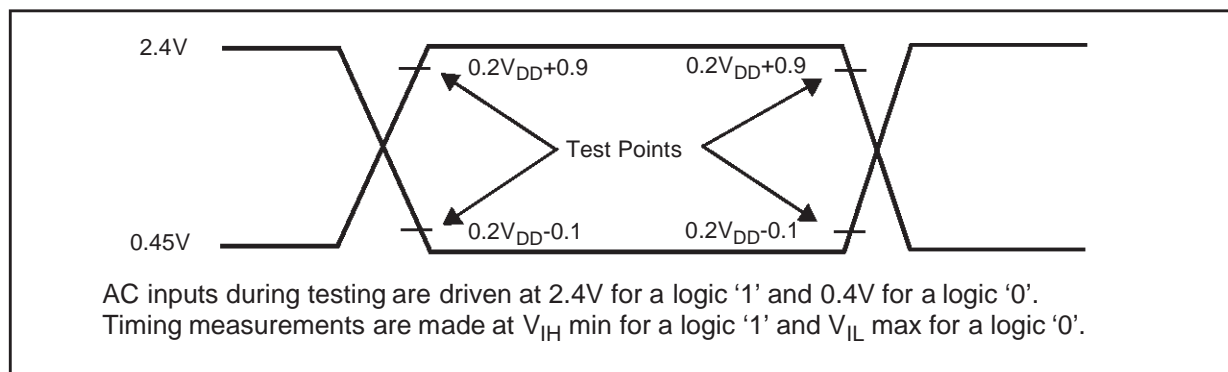 2.4V
0.2VDD+0.9 0.2VDD+0.9
Test Points
0.45V 0.2VDD-0.1 0.2VDD-0.1
AC inputs during testing are driven at 2.4V for a logic ‘1’ and 0.4V for a logic ‘0’.
Timing measurements are made at VIH min for a logic ‘1’ and VIL max for a logic ‘0’.